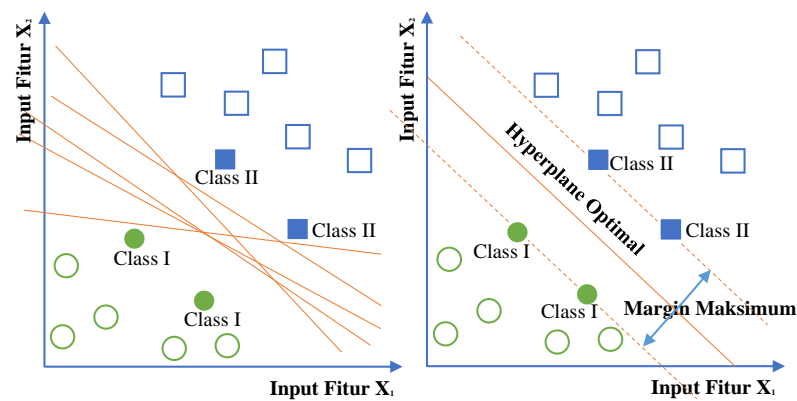 Input Fitur X₂
Class II
Class II
Class I
Class I
Input Fitur X₁
Input Fitur X₂
Hyperplane Optimal
Class II
Class II
Class I
Class I
Margin Maksimum
Input Fitur X₁